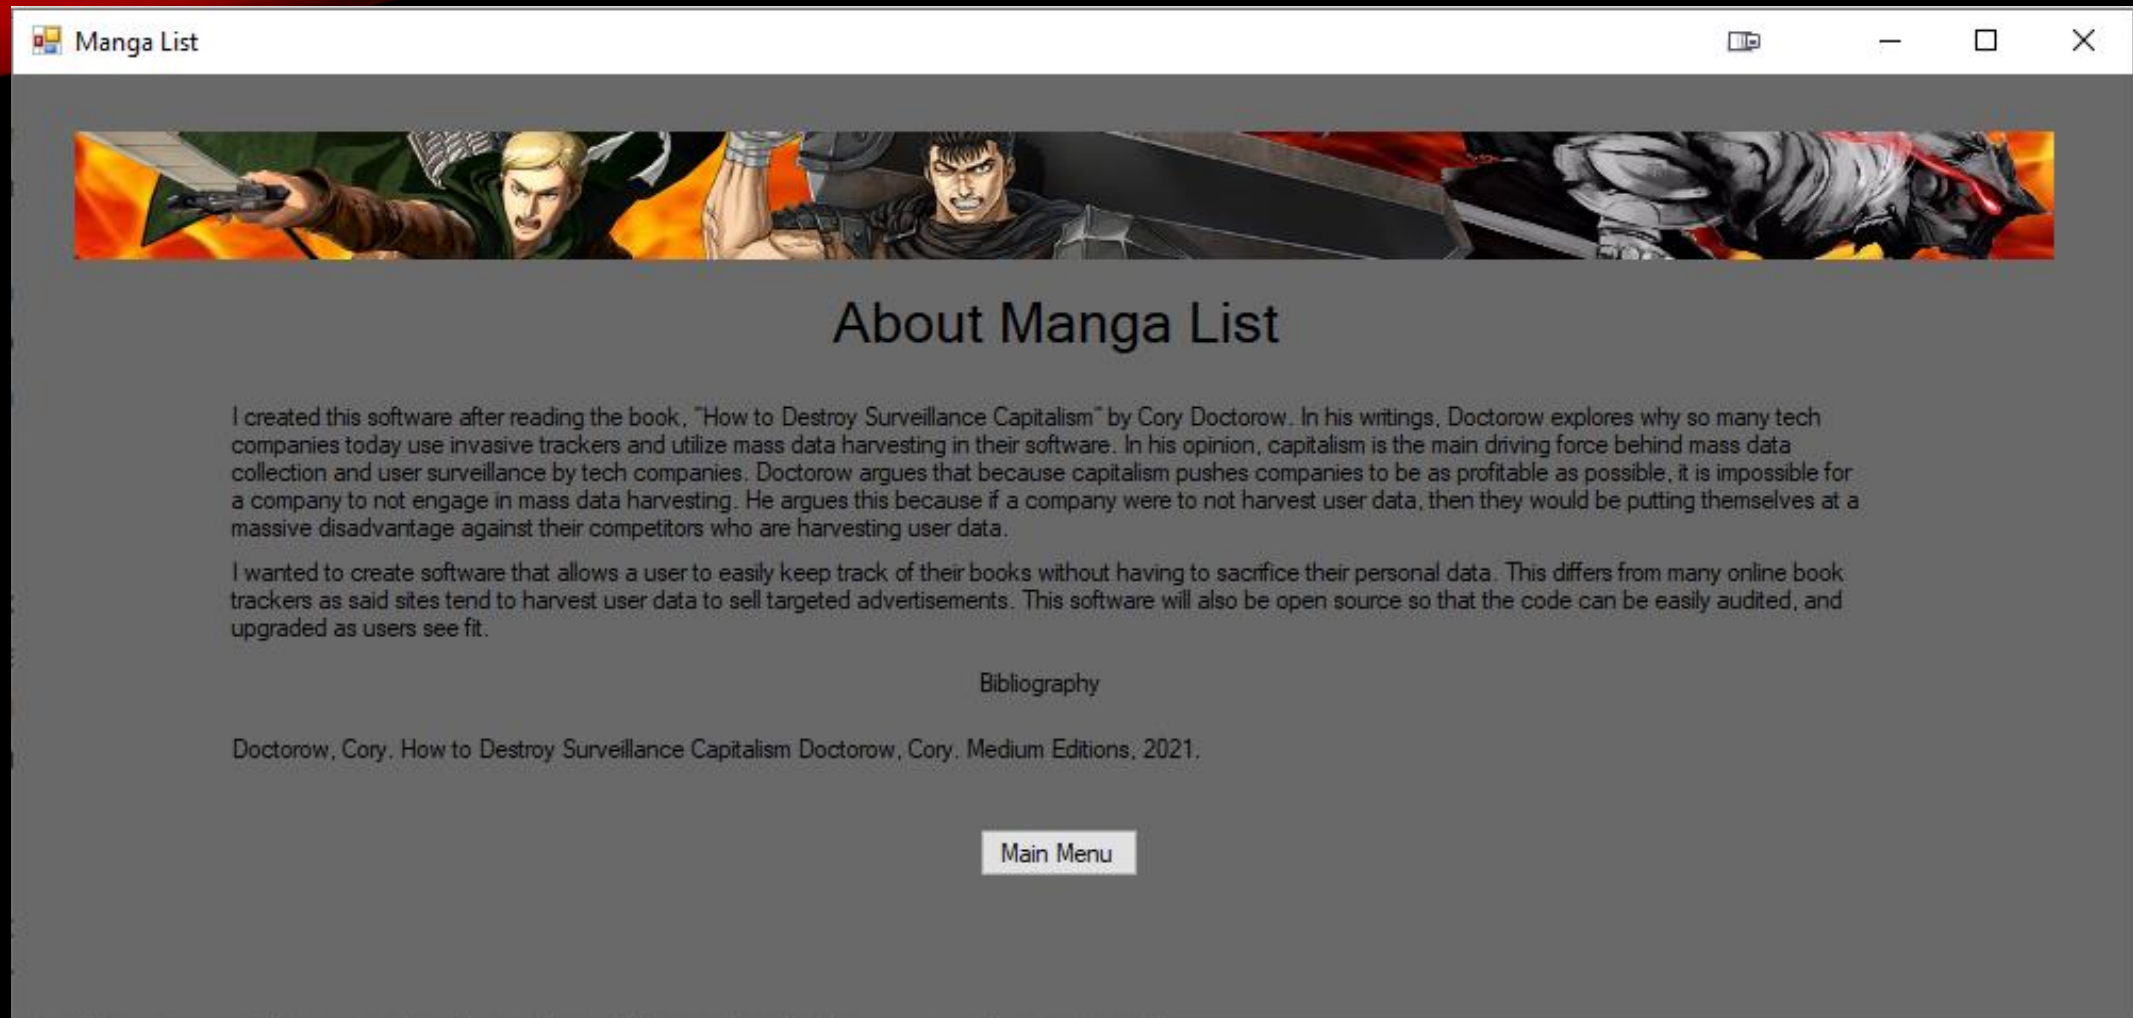 Manga List
About Manga List
I created this software after reading the book, "How to Destroy Surveillance Capitalism" by Cory Doctorow. In his writings, Doctorow explores why so many tech
companies today use invasive trackers and utilize mass data harvesting in their software. In his opinion, capitalism is the main driving force behind mass data
collection and user surveillance by tech companies. Doctorow argues that because capitalism pushes companies to be as profitable as possible, it is impossible for
a company to not engage in mass data harvesting. He argues this because if a company were to not harvest user data, then they would be putting themselves at a
massive disadvantage against their competitors who are harvesting user data.
I wanted to create software that allows a user to easily keep track of their books without having to sacrifice their personal data. This differs from many online book
trackers as said sites tend to harvest user data to sell targeted advertisements. This software will also be open source so that the code can be easily audited, and
upgraded as users see fit.
Bibliography
Doctorow, Cory. How to Destroy Surveillance Capitalism Doctorow, Cory. Medium Editions, 2021.
Main Menu